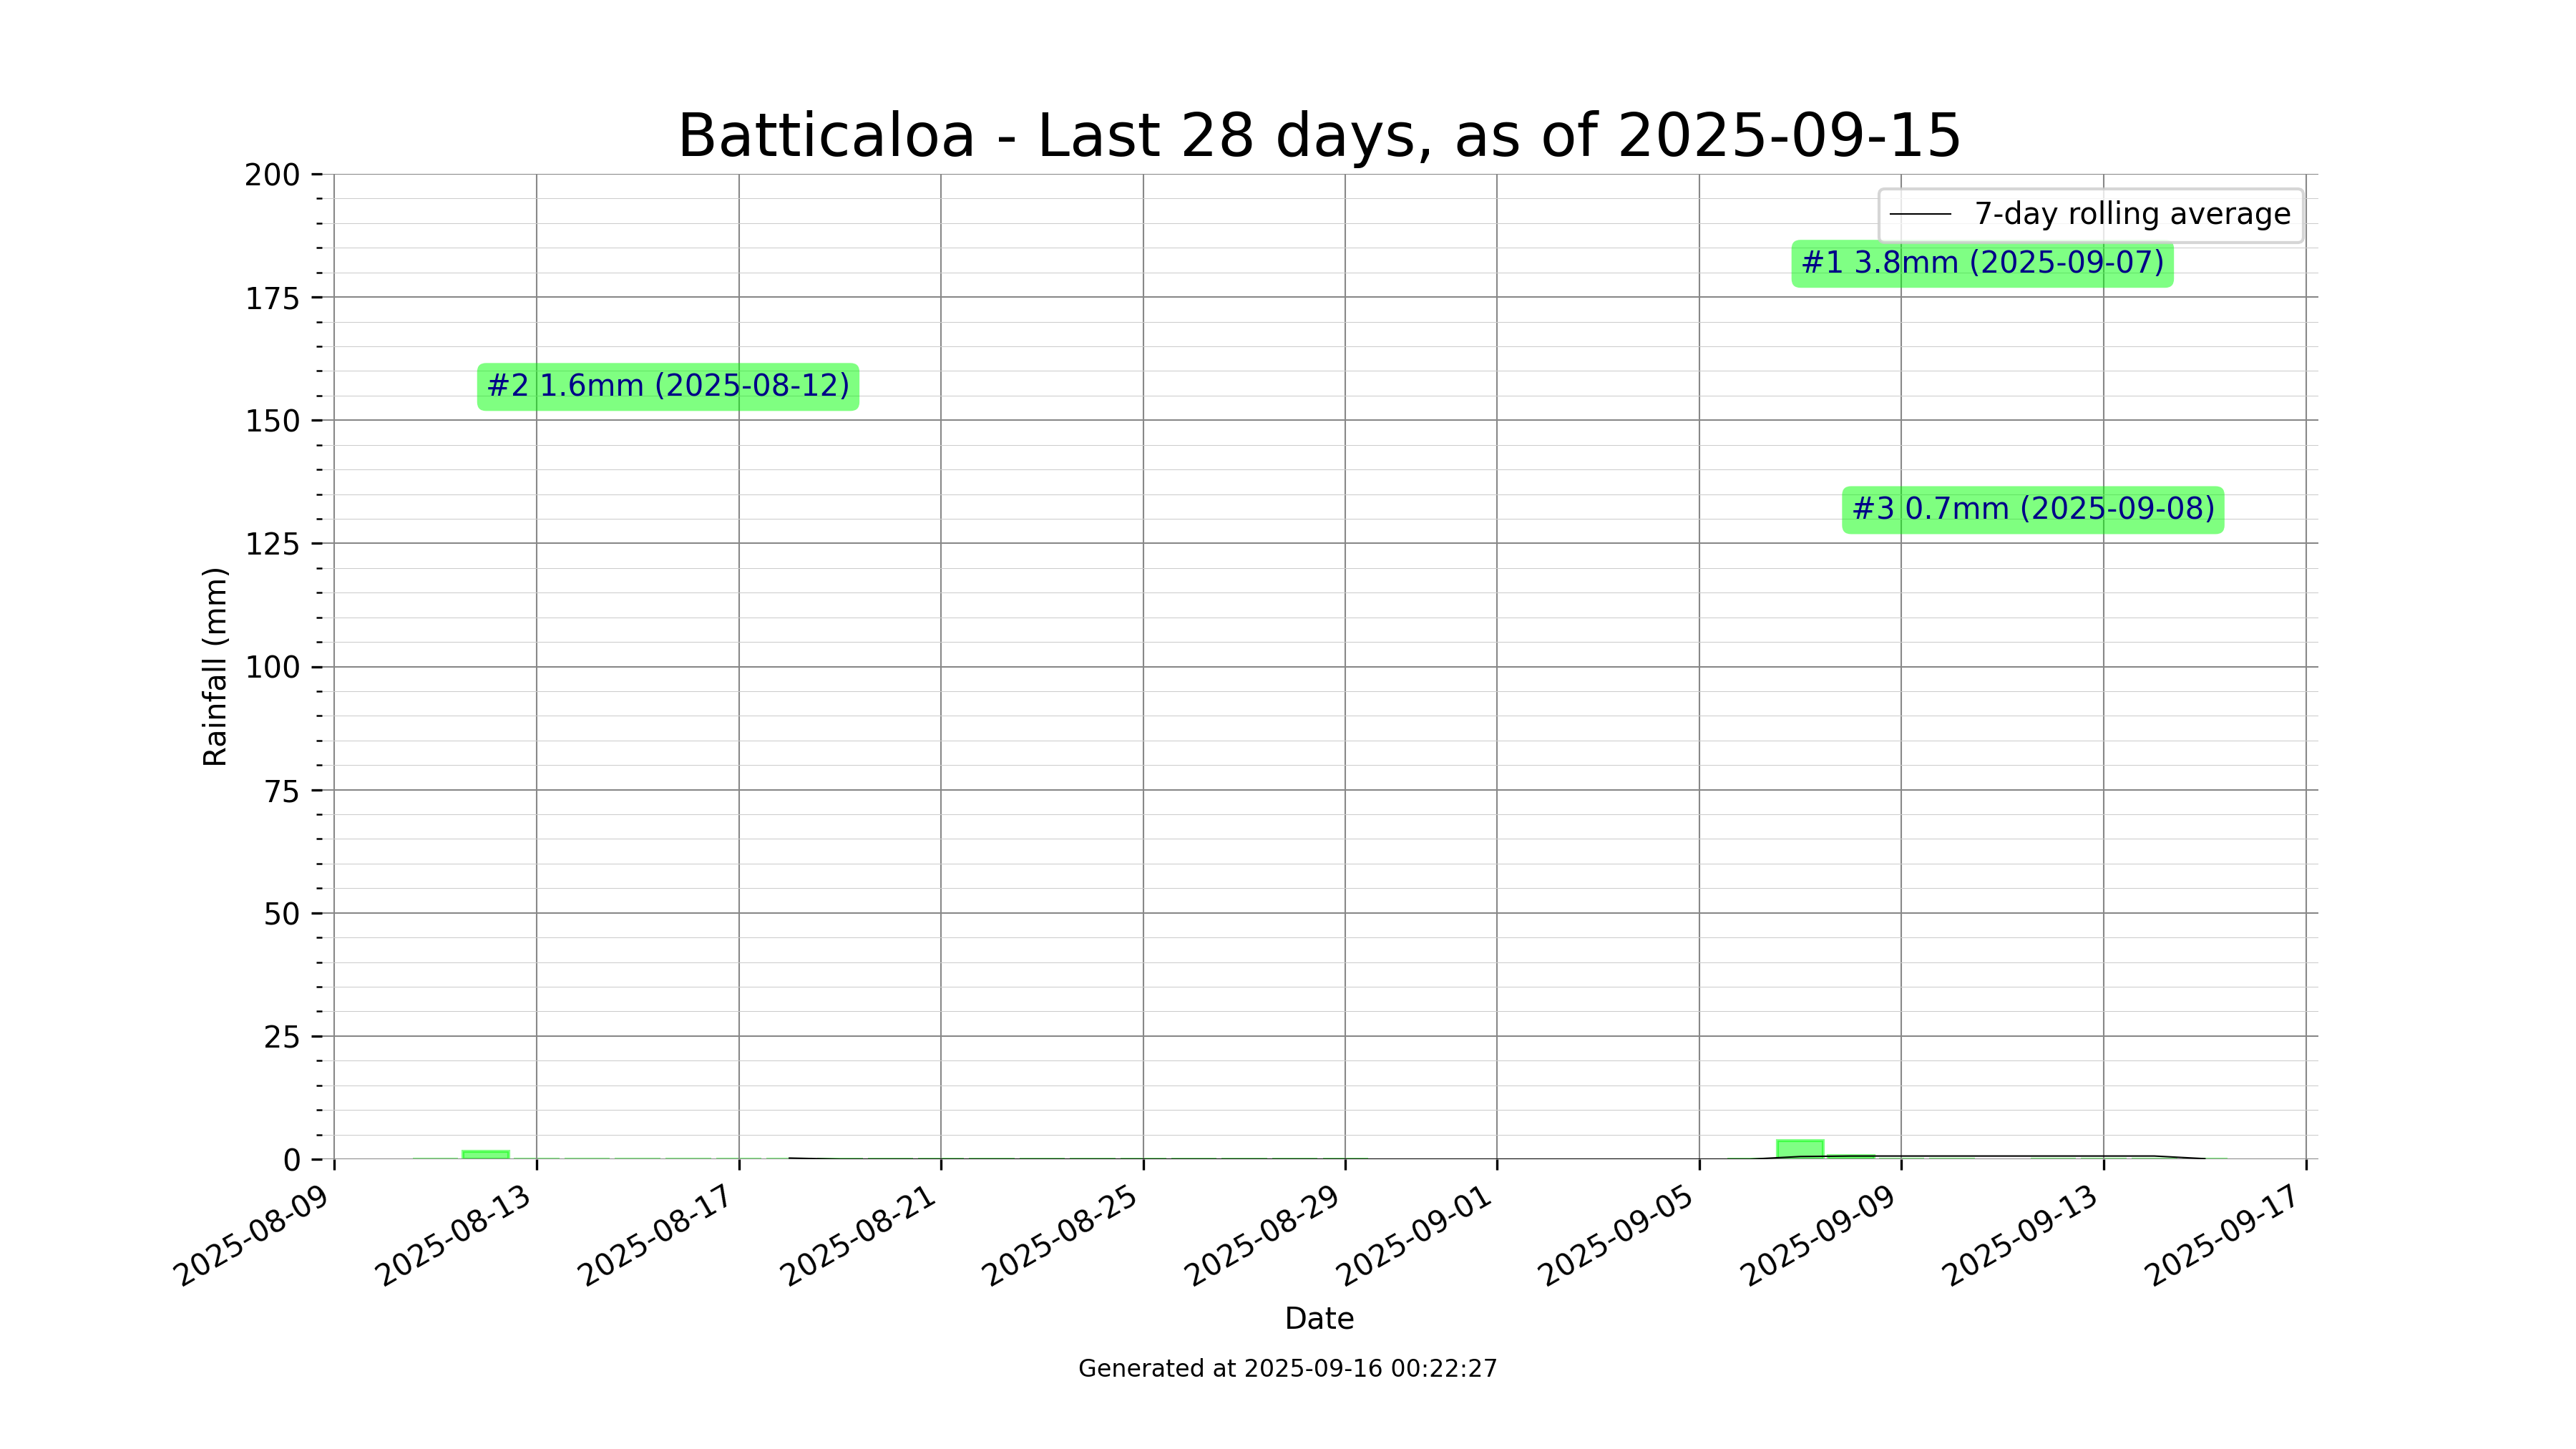 Batticaloa - Last 28 days, as of 2025-09-15
200
175
150
125
100
75
50
25
0
Rainfall (mm)
7-day rolling average
#1 3.8mm (2025-09-07)
#2 1.6mm (2025-08-12)
#3 0.7mm (2025-09-08)
2025-08-09
2025-08-13
2025-08-17
2025-08-21
2025-08-25
2025-08-29
2025-09-01
2025-09-05
2025-09-09
2025-09-13
2025-09-17
Date
Generated at 2025-09-16 00:22:27